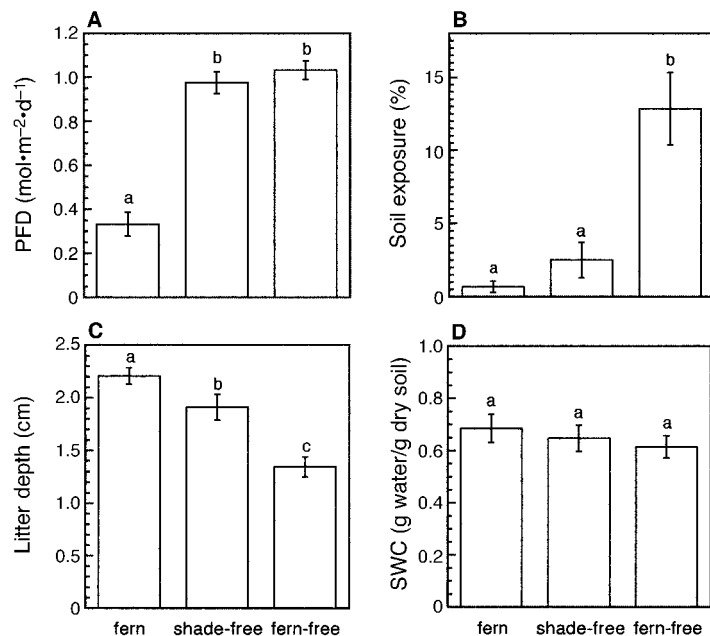 A
PFD (mol•m⁻²•d⁻¹)
1.2
1.0
0.8
0.6
0.4
0.2
0
a
b
b
B
Soil exposure (%)
15
10
5
0
a
a
b
C
Litter depth (cm)
2.5
2.0
1.5
1.0
0.5
0
a
b
c
fern shade-free fern-free
D
SWC (g water/g dry soil)
1.0
0.8
0.6
0.4
0.2
0
a
a
a
fern shade-free fern-free